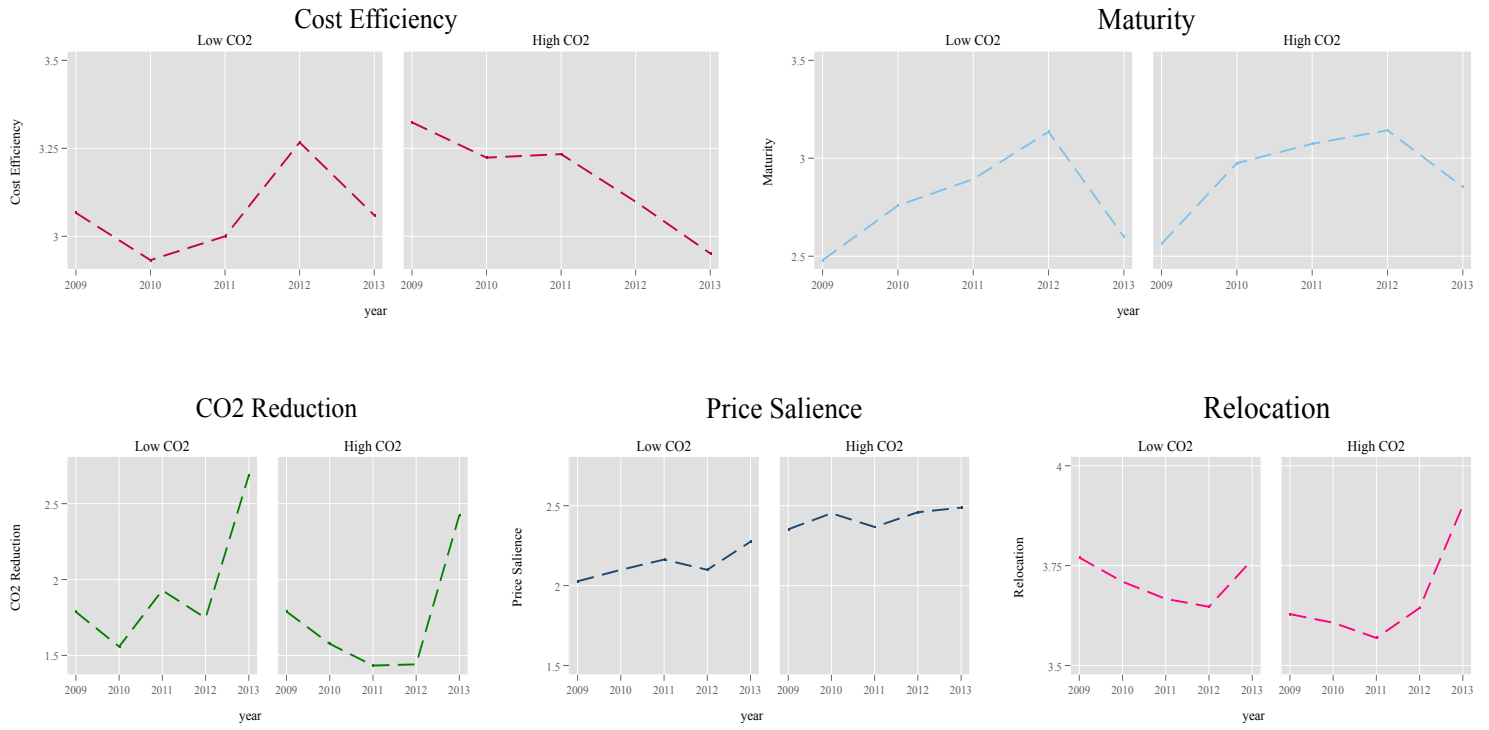 Cost Efficiency
Low CO2 High CO2
Cost Efficiency
3.5
3.25
3
2009 2010 2011 2012 2013 2009 2010 2011 2012 2013
year
Maturity
Low CO2 High CO2
Maturity
3.5
3
2.5
2009 2010 2011 2012 2013 2009 2010 2011 2012 2013
year
CO2 Reduction
Low CO2 High CO2
CO2 Reduction
2.5
2
1.5
2009 2010 2011 2012 2013 2009 2010 2011 2012 2013
year
Price Salience
Low CO2 High CO2
Price Salience
2.5
2
1.5
2009 2010 2011 2012 2013 2009 2010 2011 2012 2013
year
Relocation
Low CO2 High CO2
Relocation
4
3.75
3.5
2009 2010 2011 2012 2013 2009 2010 2011 2012 2013
year